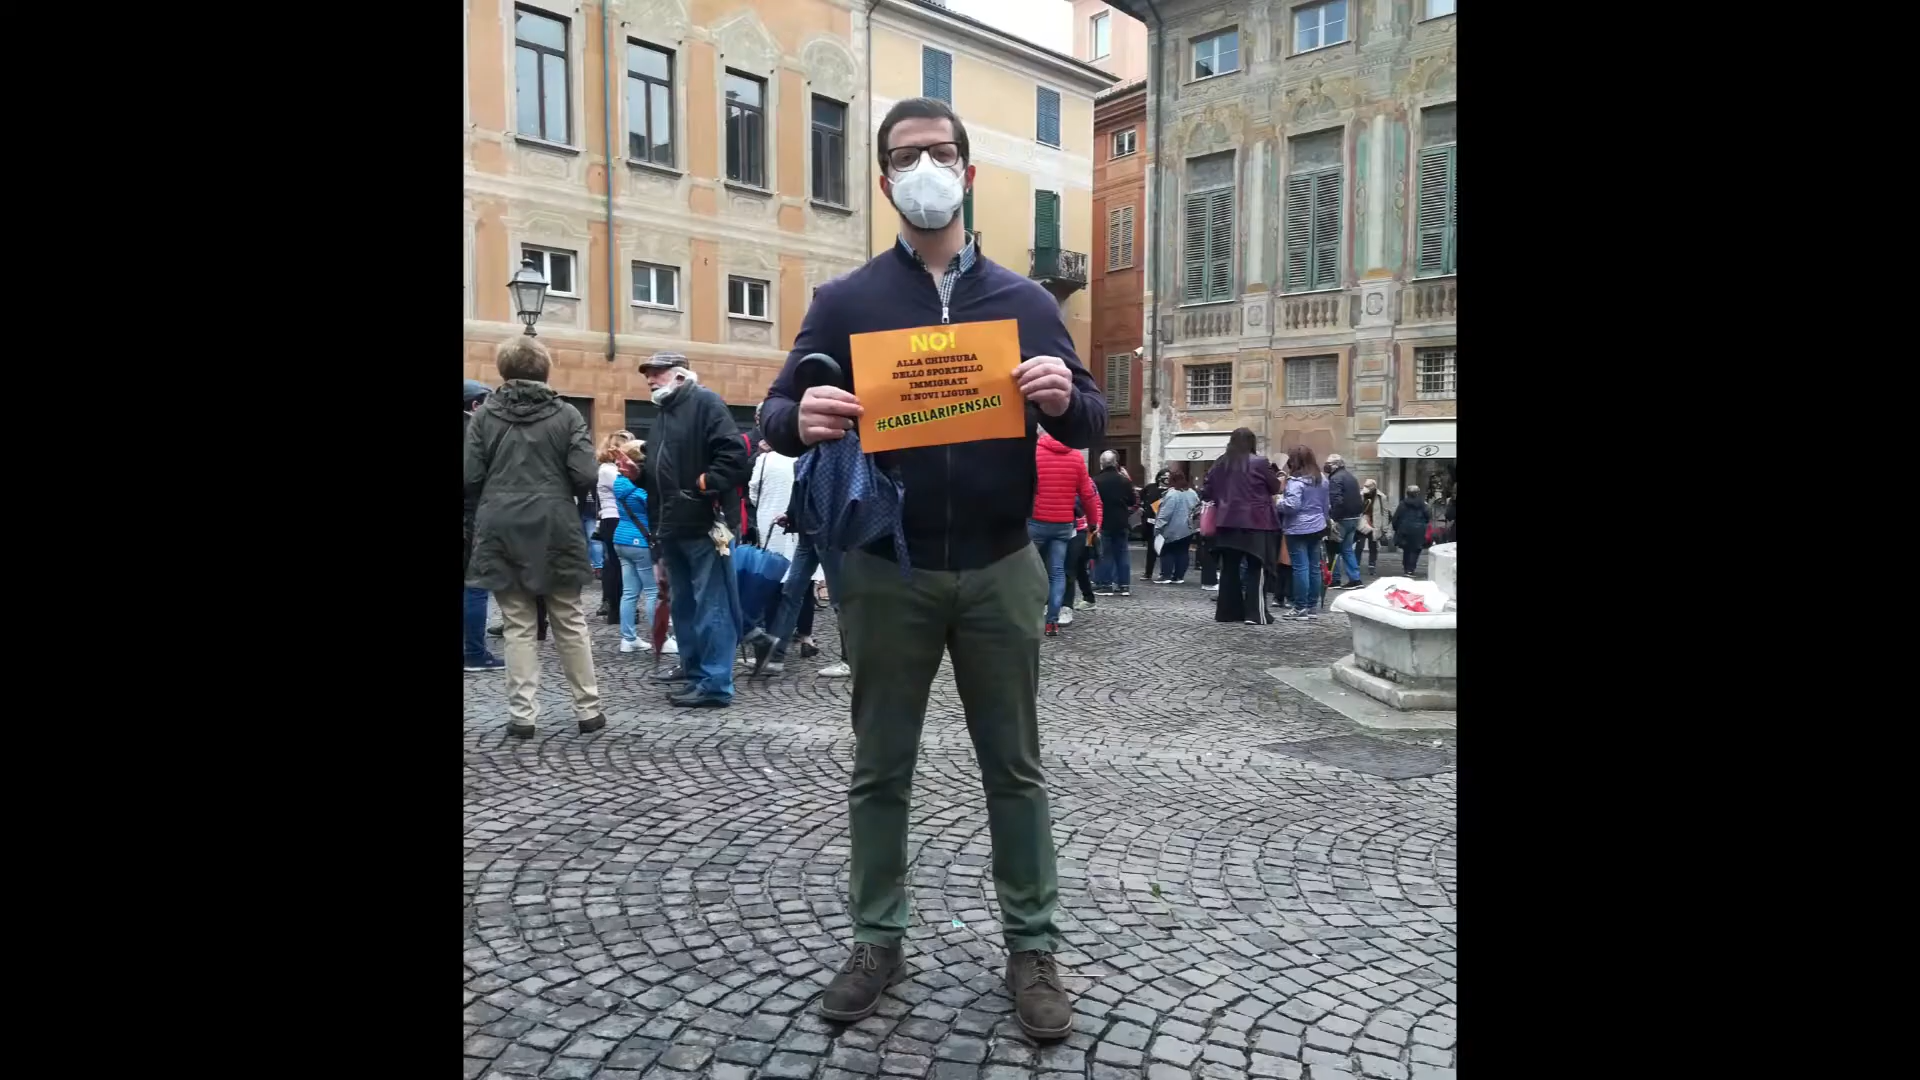 NO!
ALLA CHIUSURA
DELLO SPORTELLO
IMMIGRATI
DI NOVI LIGURE
#CABELLARIPENSACI